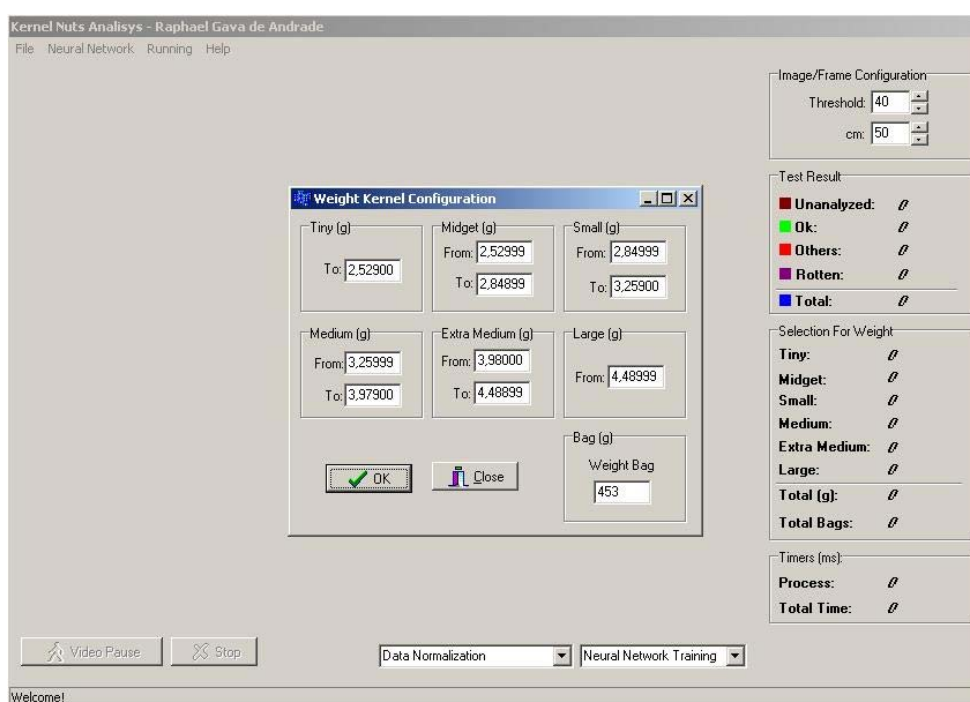 Kernel Nuts Analisys - Raphael Gava de Andrade
File Neural Network Running Help
Image/Frame Configuration
Threshold: 40
cm: 50
Test Result
Unanalyzed: 0
Ok: 0
Others: 0
Rotten: 0
Total: 0
Selection For Weight
Tiny: 0
Midget: 0
Small: 0
Medium: 0
Extra Medium: 0
Large: 0
Total (g): 0
Total Bags: 0
Timers (ms):
Process: 0
Total Time: 0
Weight Kernel Configuration
Tiny (g)
To: 2,52900
Midget (g)
From: 2,52999
To: 2,84899
Small (g)
From: 2,84999
To: 3,25900
Medium (g)
From: 3,25999
To: 3,97900
Extra Medium (g)
From: 3,98000
To: 4,48899
Large (g)
From: 4,48999
Bag (g)
Weight Bag
453
OK
Close
Video Pause
Stop
Data Normalization
Neural Network Training
Welcome!